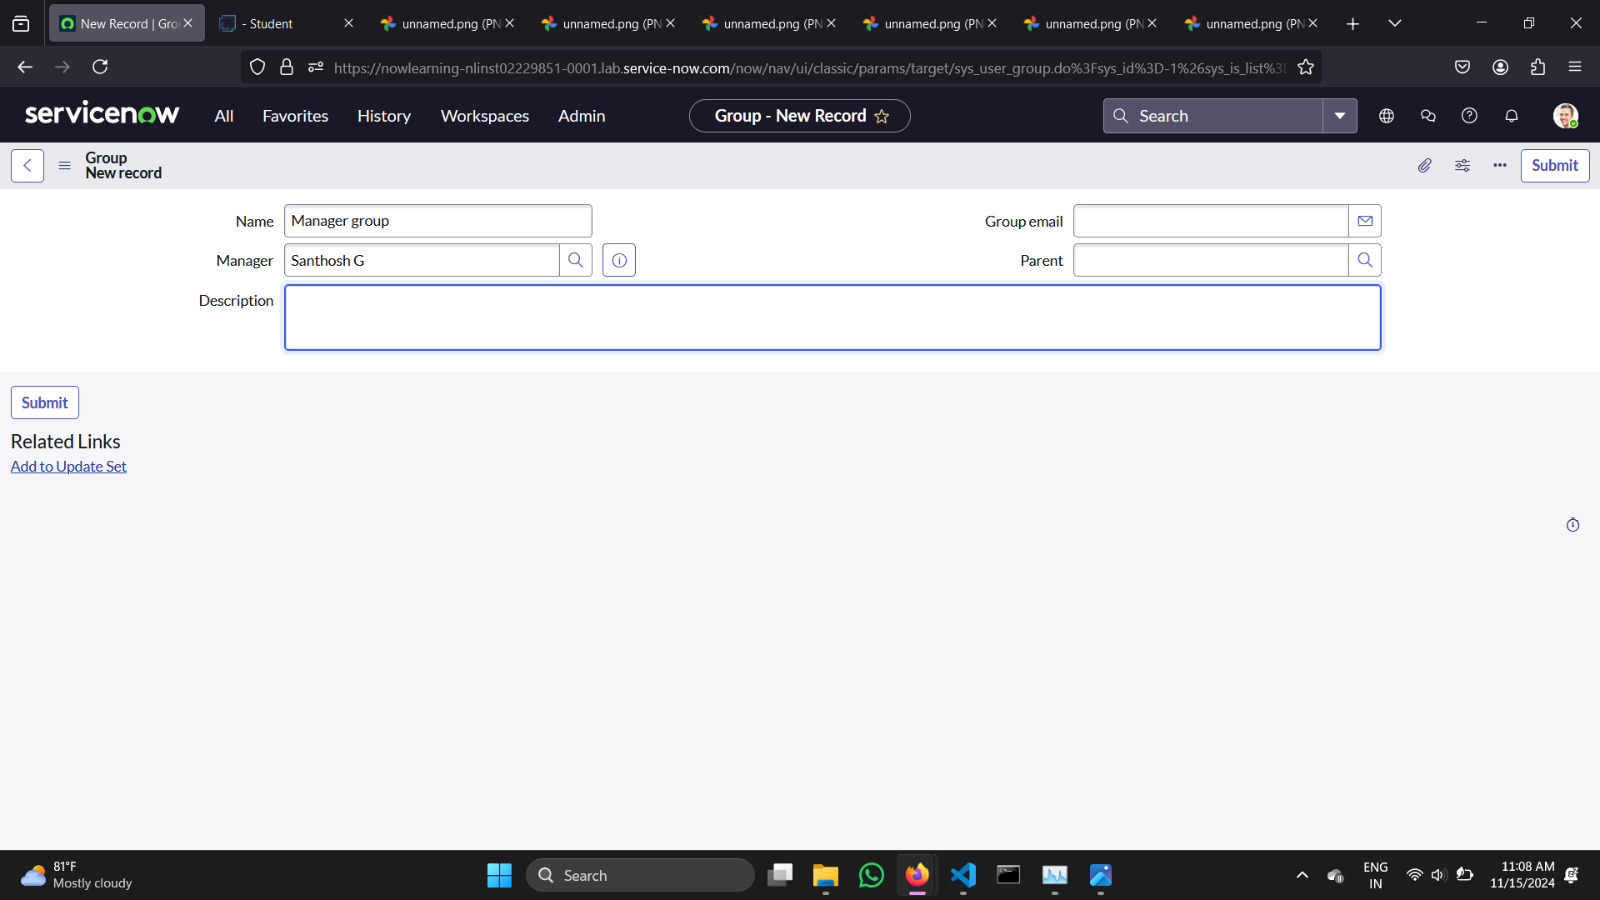 New Record | Gro
- Student
unnamed.png (PN
unnamed.png (PN
unnamed.png (PN
unnamed.png (PN
unnamed.png (PN
unnamed.png (PN
https://nowlearning-nlinst02229851-0001.lab.service-now.com/now/nav/ui/classic/params/target/sys_user_group.do%3Fsys_id%3D-1%26sys_is_list%3D
servicenow
All
Favorites
History
Workspaces
Admin
Group - New Record
Search
Group
New record
Submit
Name
Manager group
Group email
Manager
Santhosh G
Parent
Description
Submit
Related Links
Add to Update Set
81°F
Mostly cloudy
Search
ENG
IN
11:08 AM
11/15/2024